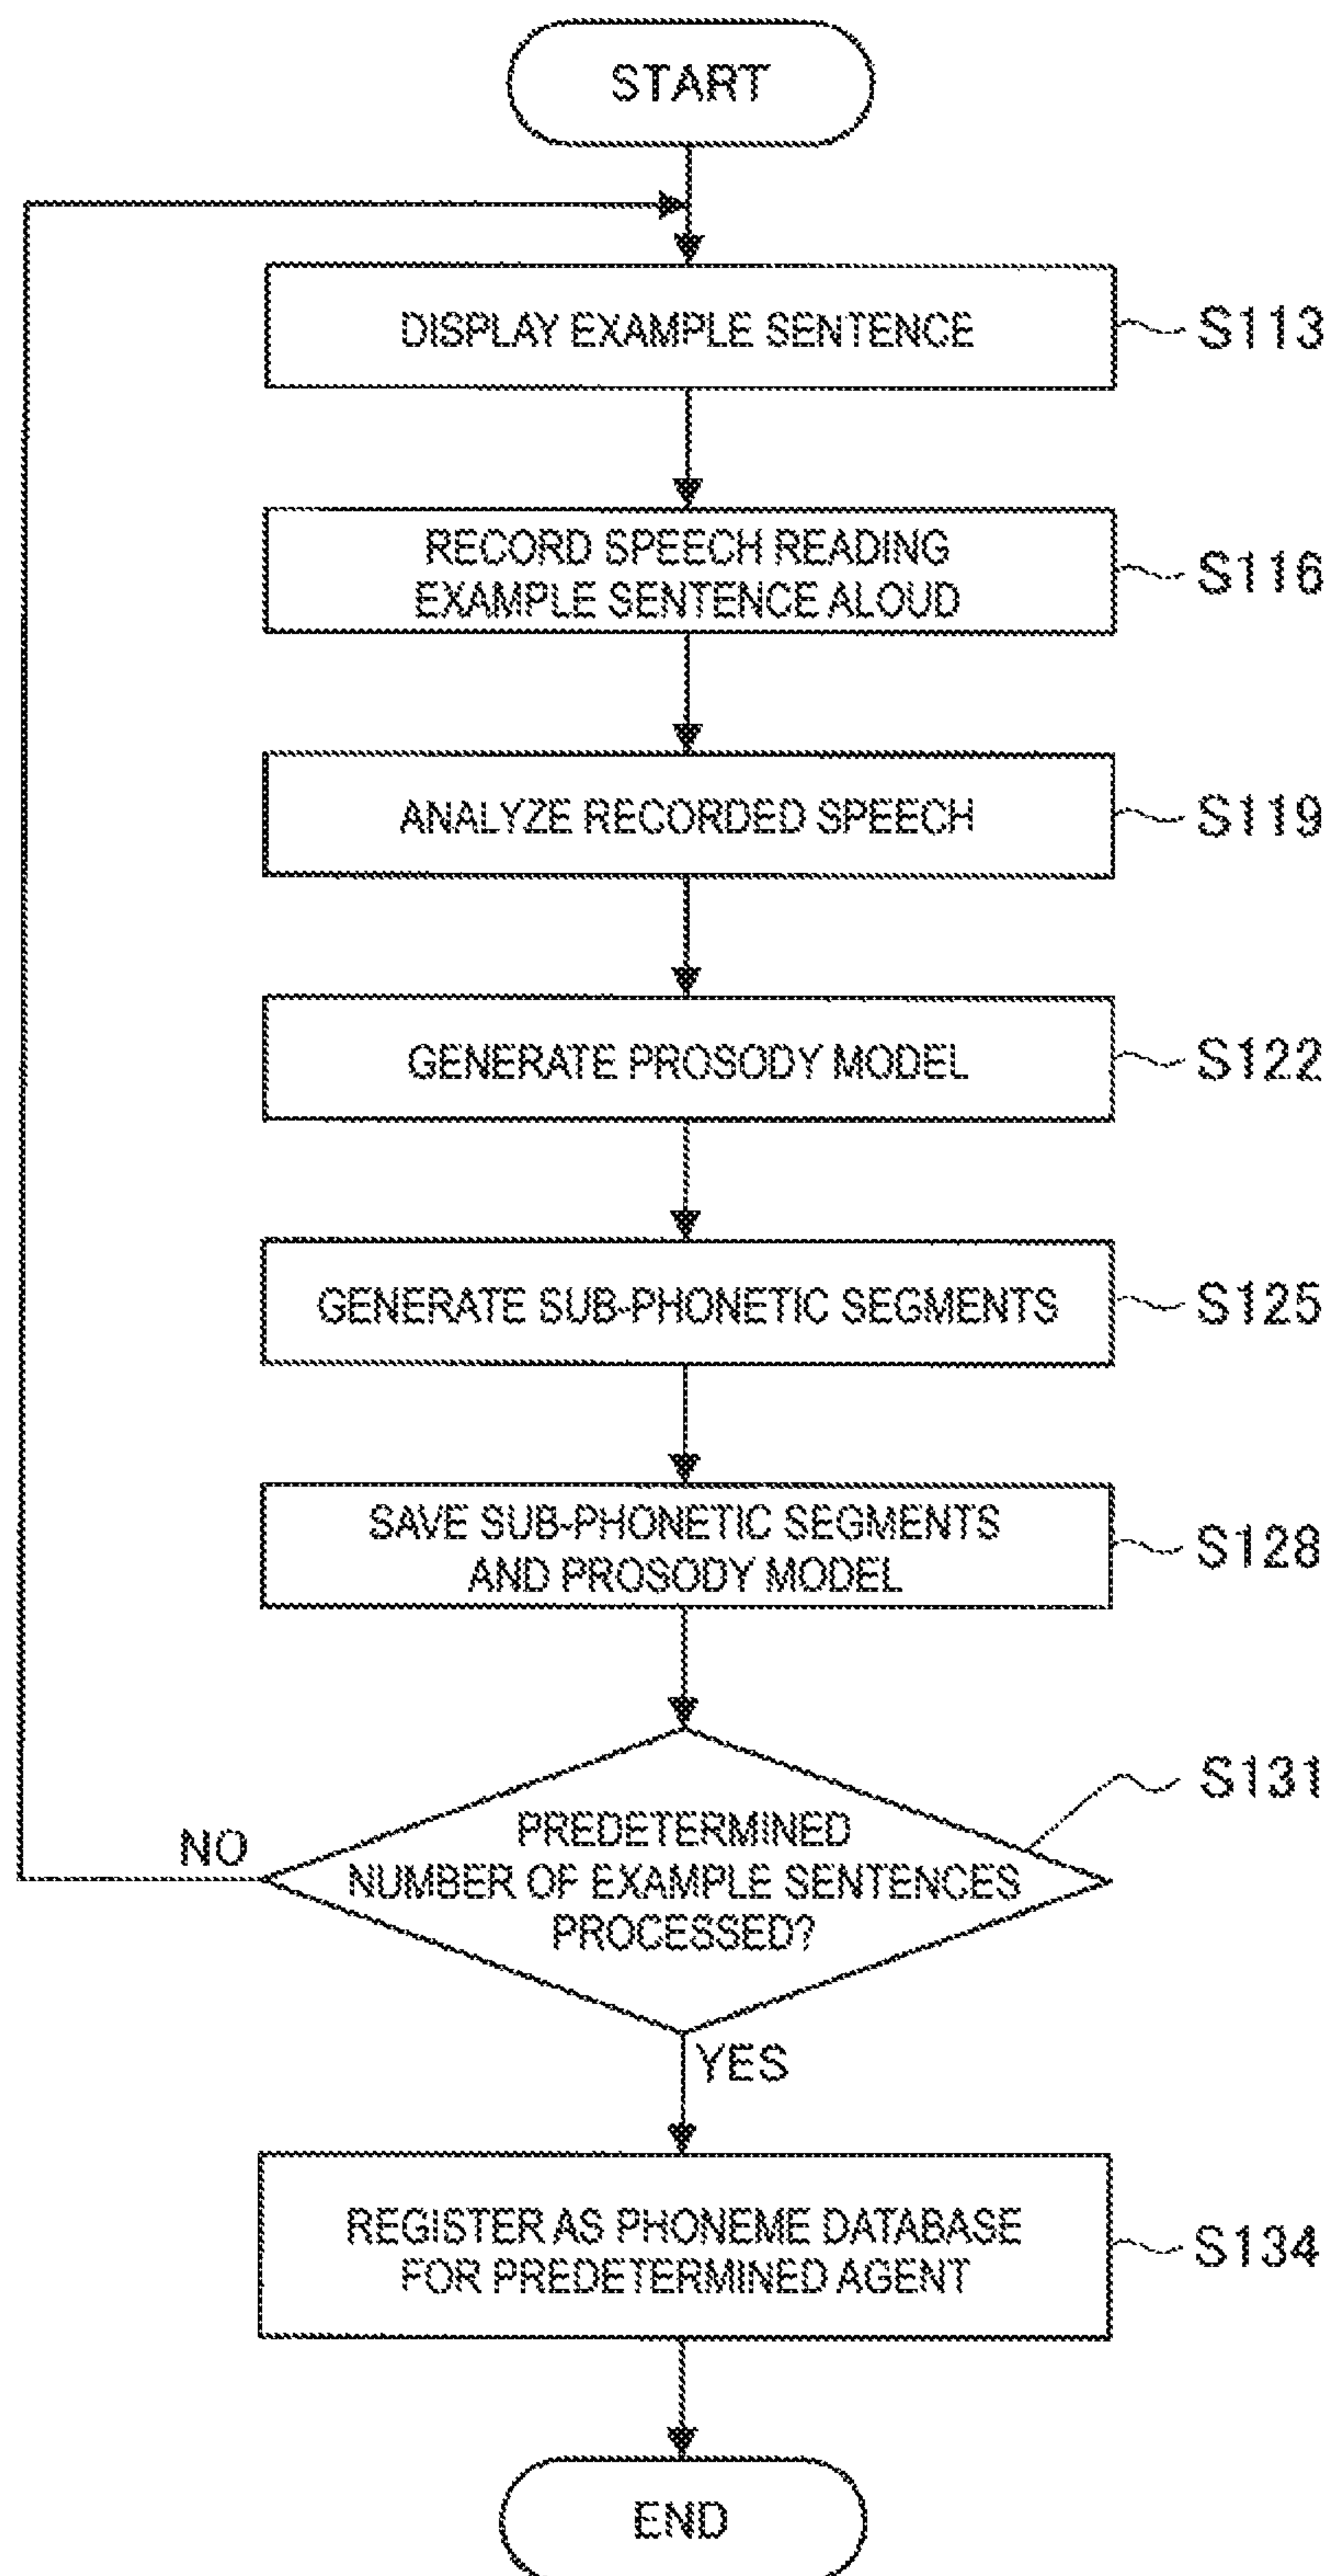 START
DISPLAY EXAMPLE SENTENCE
S113
RECORD SPEECH READING
EXAMPLE SENTENCE ALOUD
S116
ANALYZE RECORDED SPEECH
S119
GENERATE PROSODY MODEL
S122
GENERATE SUB-PHONETIC SEGMENTS
S125
SAVE SUB-PHONETIC SEGMENTS
AND PROSODY MODEL
S128
S131
NO
PREDETERMINED
NUMBER OF EXAMPLE SENTENCES
PROCESSED?
YES
REGISTER AS PHONEME DATABASE
FOR PREDETERMINED AGENT
S134
END